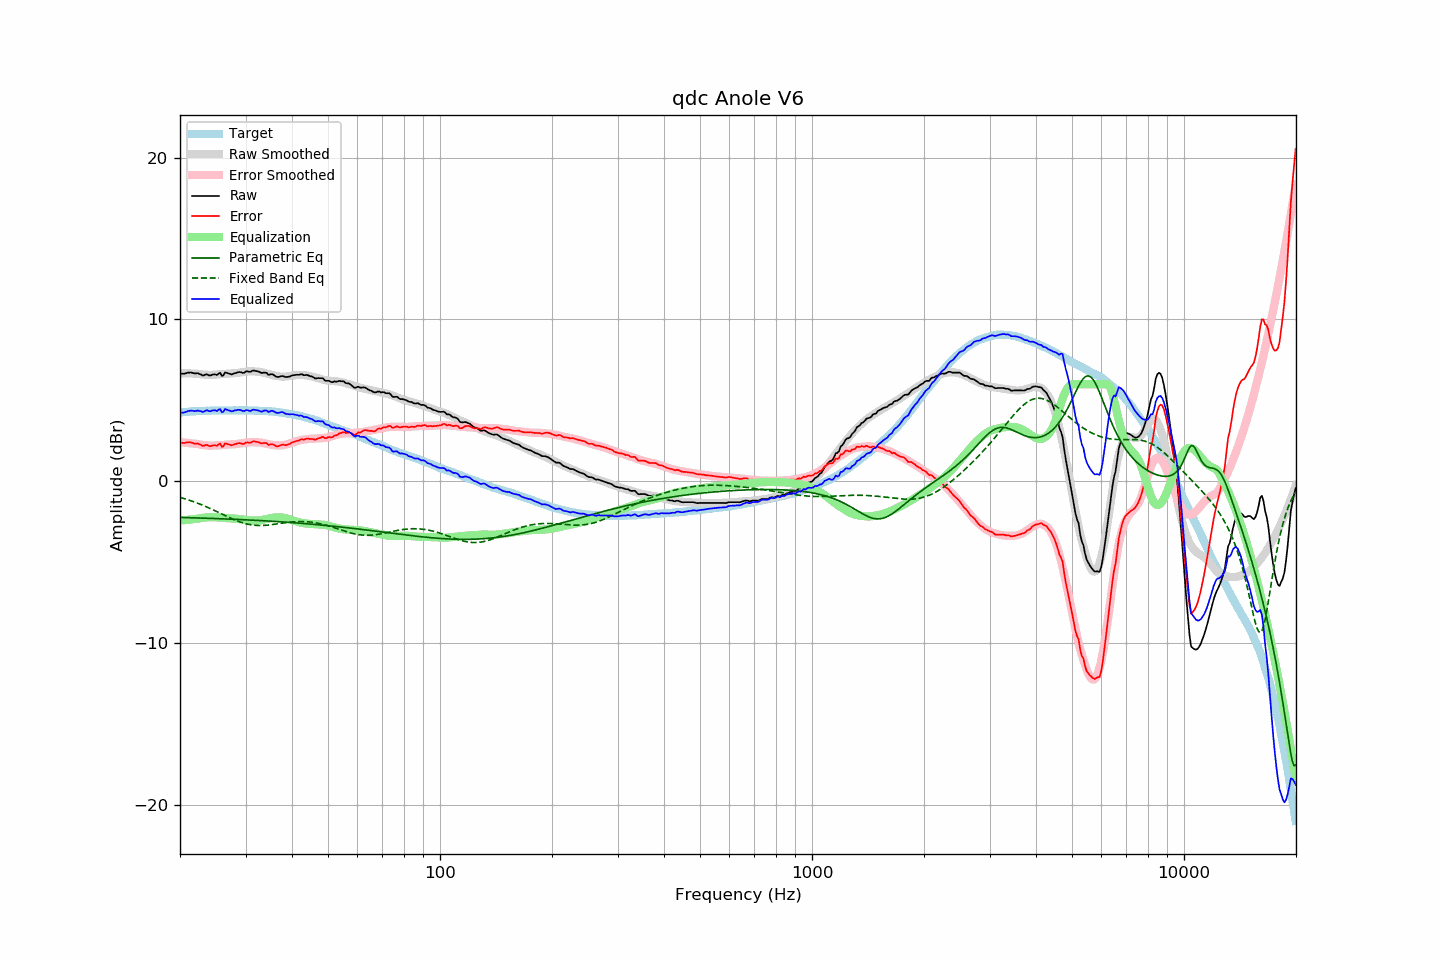 qdc Anole V6
Target
Raw Smoothed
Error Smoothed
Raw
Error
Equalization
Parametric Eq
Fixed Band Eq
Equalized
20
10
0
−10
−20
Amplitude (dBr)
100
1000
10000
Frequency (Hz)